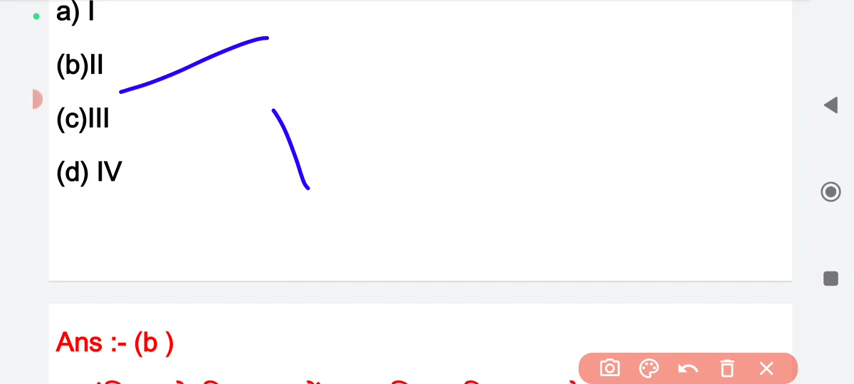 a) I
(b)II
(c)III
(d) IV
Ans :- (b )